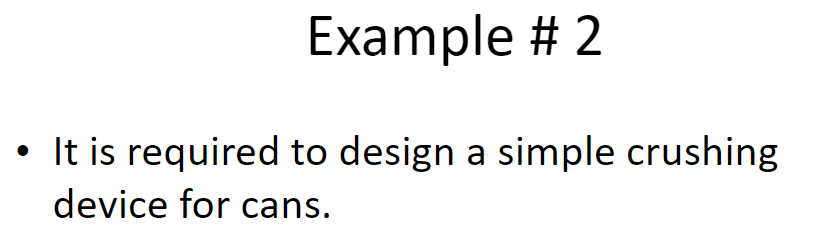 Example # 2
• It is required to design a simple crushing
device for cans.